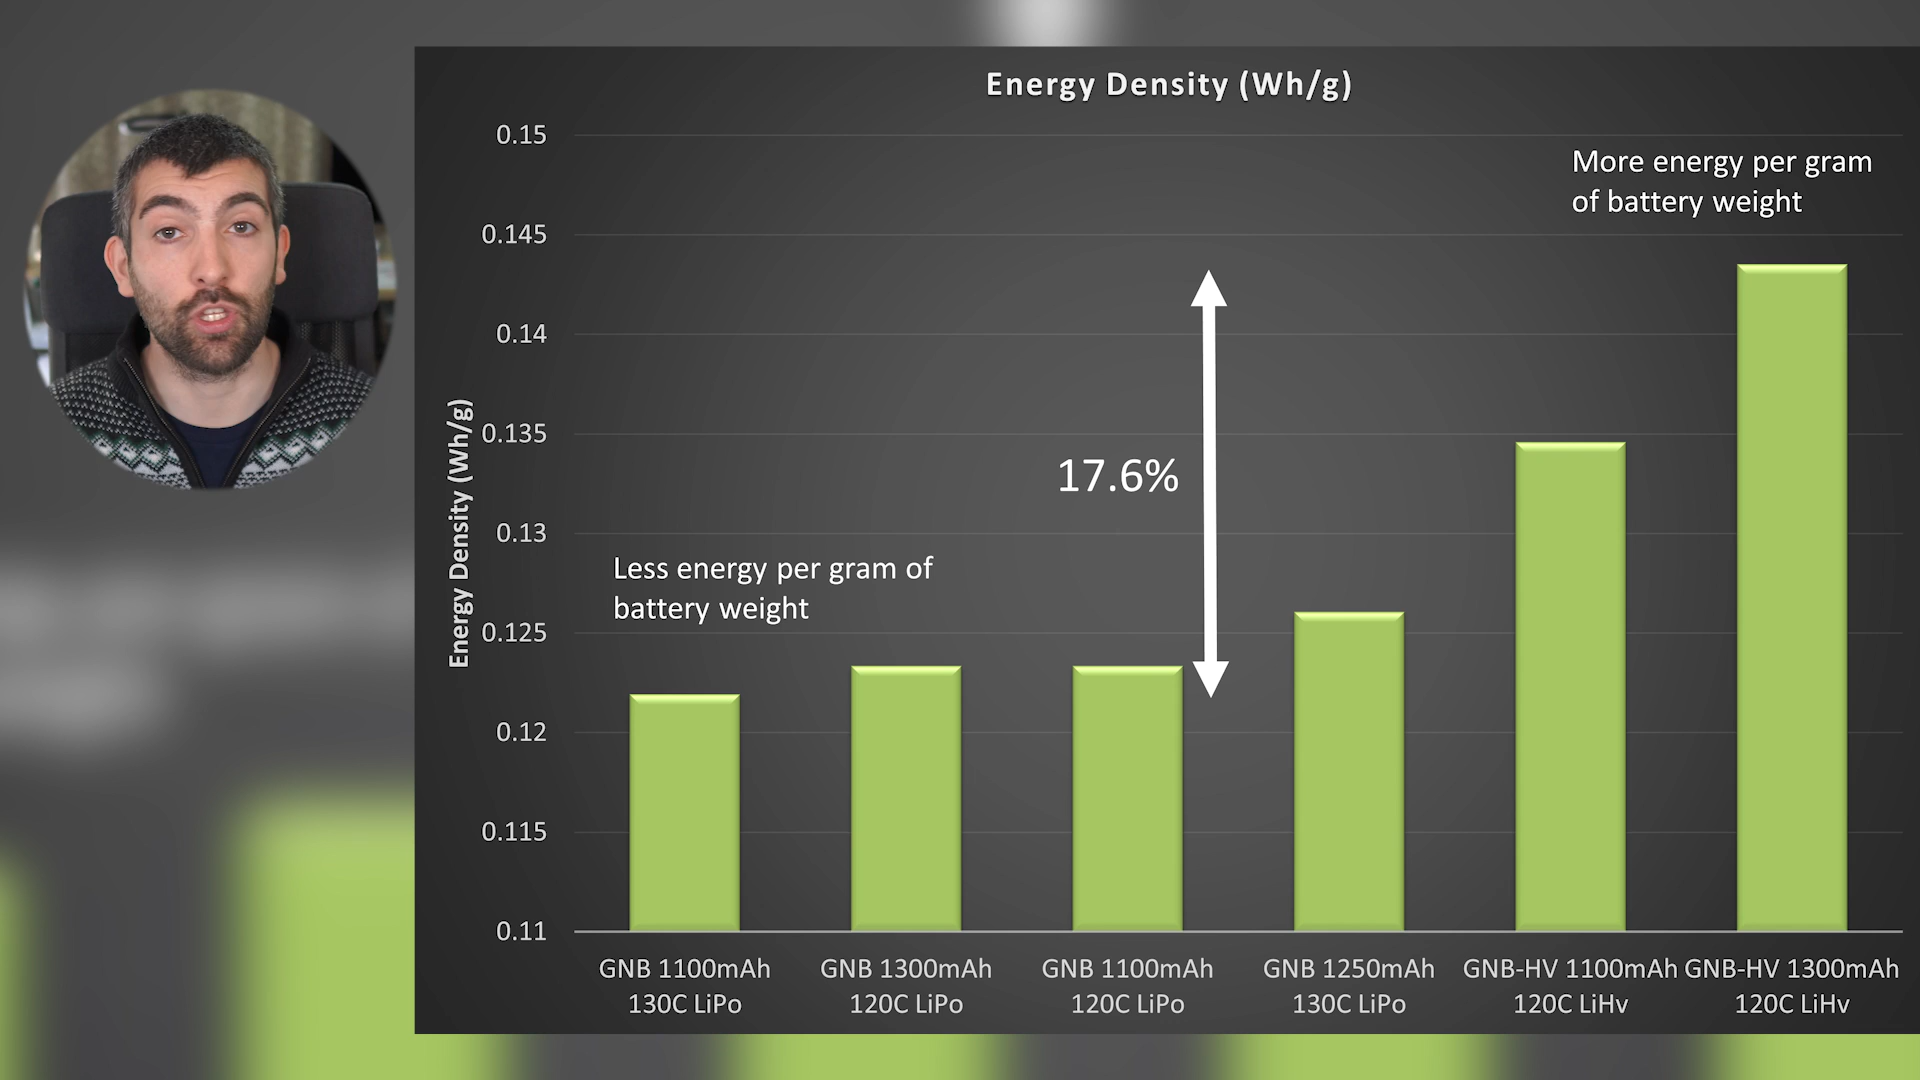 Energy Density (Wh/g)
More energy per gram
of battery weight
Less energy per gram of
battery weight
17.6%
Energy Density (Wh/g)
0.15
0.145
0.14
0.135
0.13
0.125
0.12
0.115
0.11
GNB 1100mAh
130C LiPo
GNB 1300mAh
120C LiPo
GNB 1100mAh
120C LiPo
GNB 1250mAh
130C LiPo
GNB-HV 1100mAh
120C LiHv
GNB-HV 1300mAh
120C LiHv